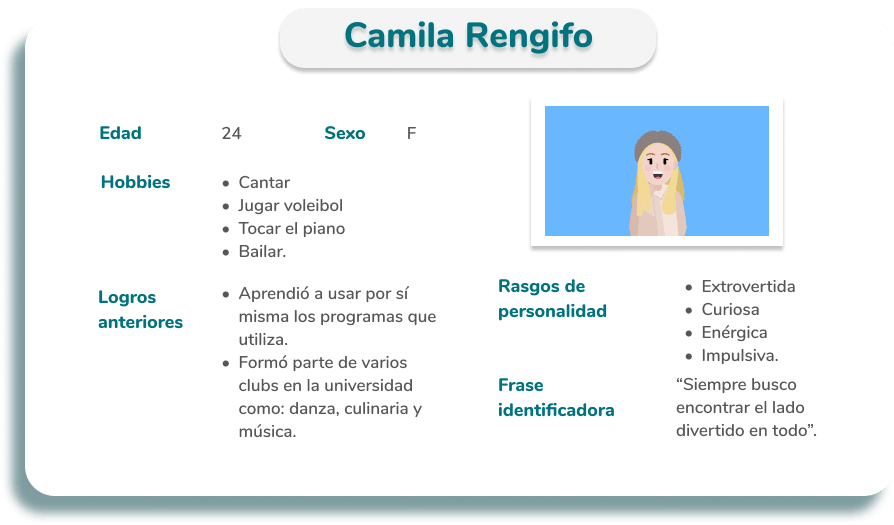 Camila Rengifo
Edad 24 Sexo F
Hobbies
• Cantar
• Jugar voleibol
• Tocar el piano
• Bailar.
Logros
anteriores
• Aprendió a usar por sí
misma los programas que
utiliza.
• Formó parte de varios
clubs en la universidad
como: danza, culinaria y
música.
Rasgos de
personalidad
• Extrovertida
• Curiosa
• Enérgica
• Impulsiva.
Frase
identificadora
“Siempre busco
encontrar el lado
divertido en todo”.